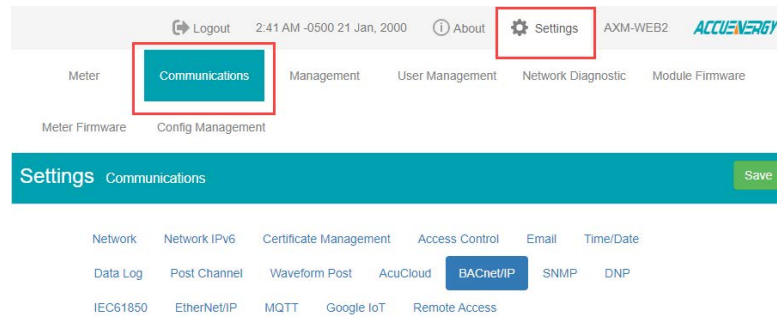 Logout 2:41 AM -0500 21 Jan, 2000 About Settings AXM-WEB2 ACCUENERGY
Meter Communications Management User Management Network Diagnostic Module Firmware
Meter Firmware Config Management
Settings Communications Save
Network Network IPv6 Certificate Management Access Control Email Time/Date
Data Log Post Channel Waveform Post AcuCloud BACnet/IP SNMP DNP
IEC61850 EtherNet/IP MQTT Google IoT Remote Access